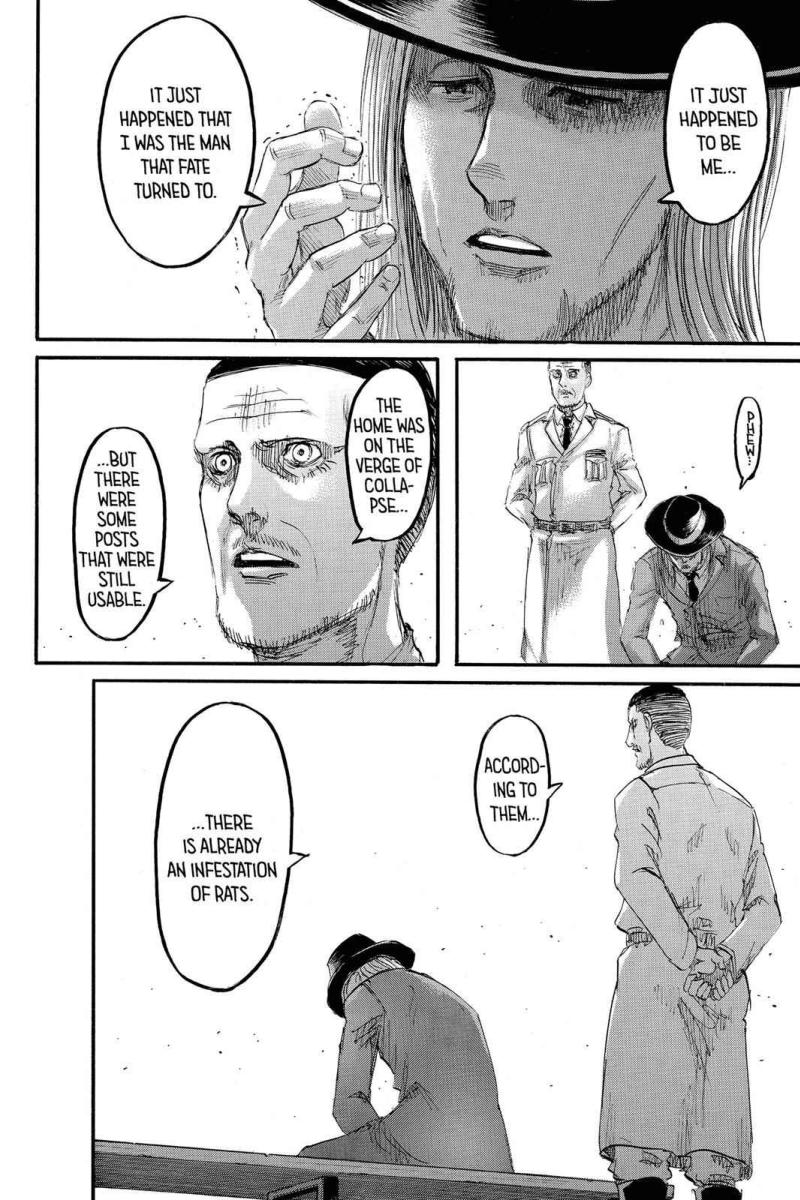 IT JUST
HAPPENED
TO BE
ME...
IT JUST
HAPPENED THAT
I WAS THE MAN
THAT FATE
TURNED TO.
PHEW...
THE
HOME WAS
ON THE
VERGE OF
COLLA-
PSE...
...BUT
THERE
WERE
SOME
POSTS
THAT WERE
STILL
USABLE.
ACCORD-
ING TO
THEM...
...THERE
IS ALREADY
AN INFESTATION
OF RATS.